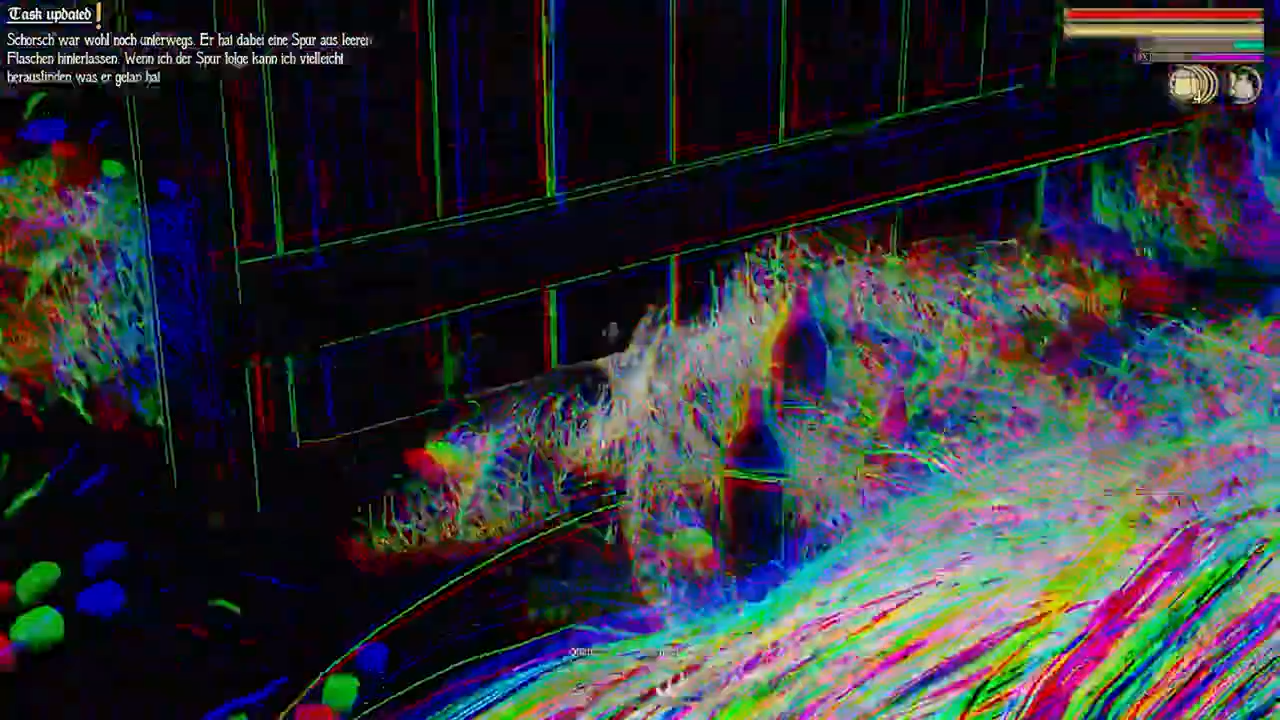 Task updated!
Schorsch war wohl noch unterwegs. Er hat dabei eine Spur aus leeren
Flaschen hinterlassen. Wenn ich der Spur folge kann ich vielleicht
herausfinden was er getan hat